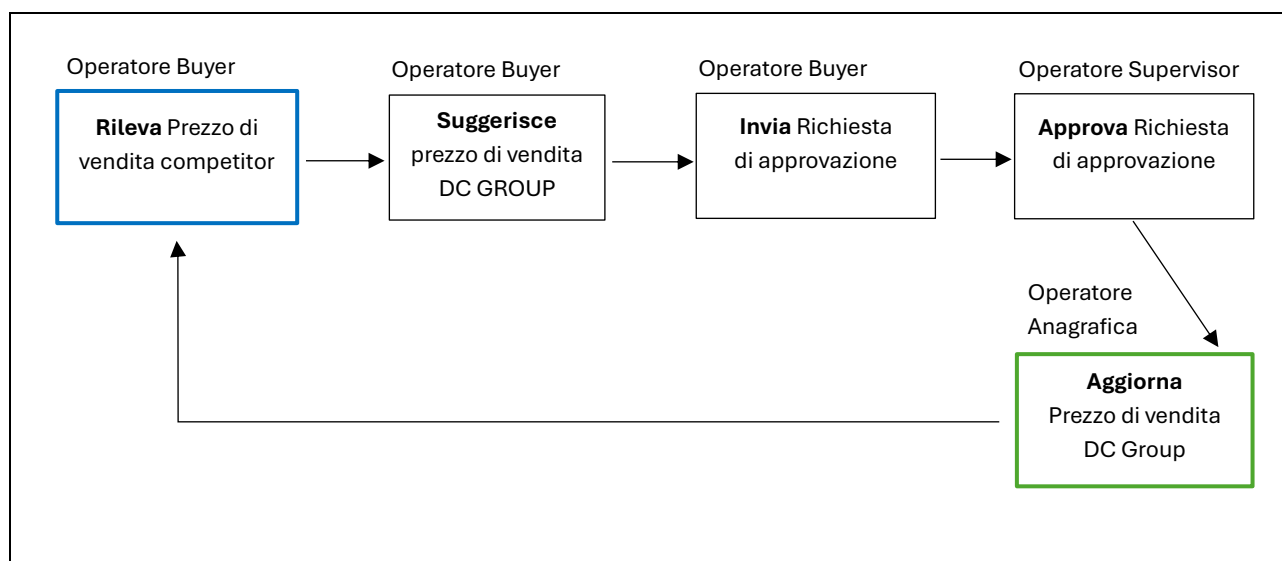 Operatore Buyer
Rileva Prezzo di
vendita competitor
Operatore Buyer
Suggerisce
prezzo di vendita
DC GROUP
Operatore Buyer
Invia Richiesta
di approvazione
Operatore Supervisor
Approva Richiesta
di approvazione
Operatore
Anagrafica
Aggiorna
Prezzo di vendita
DC Group